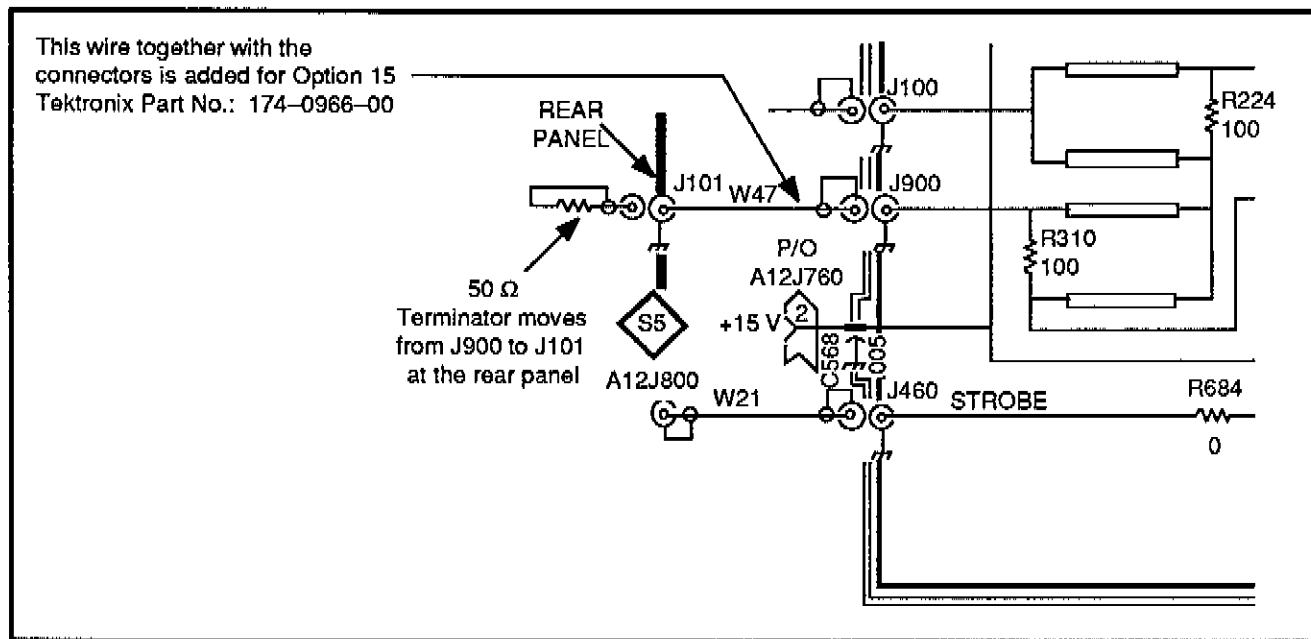 This wire together with the
connectors is added for Option 15
Tektronix Part No.: 174–0966–00
REAR
PANEL
J100
R224
100
J101
W47
J900
R310
100
50 Ω
Terminator moves
from J900 to J101
at the rear panel
S5
P/O
A12J760
+15 V
2
C568
.005
A12J800
W21
J460
STROBE
R684
0